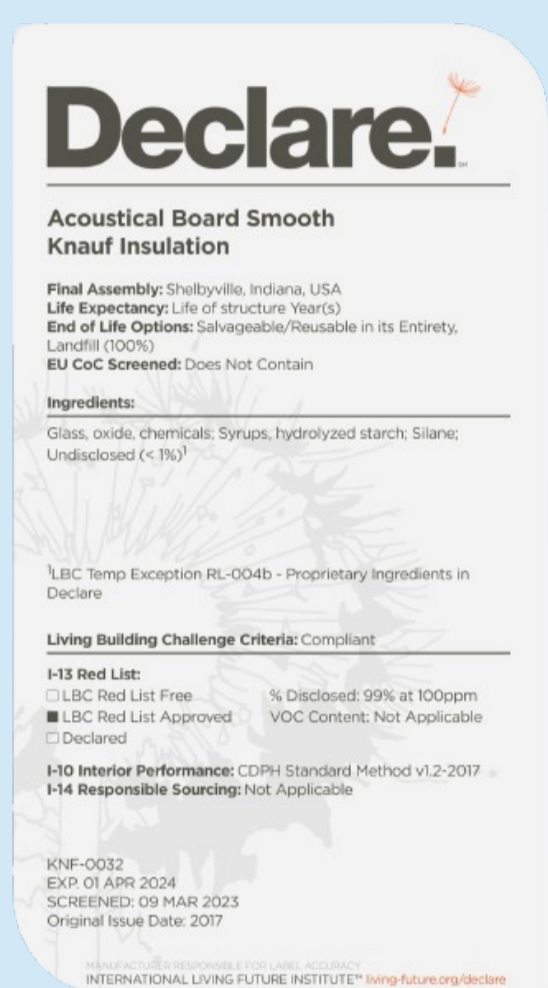 Declare.
SM
Acoustical Board Smooth
Knauf Insulation
Final Assembly: Shelbyville, Indiana, USA
Life Expectancy: Life of structure Year(s)
End of Life Options: Salvageable/Reusable in its Entirety,
Landfill (100%)
EU CoC Screened: Does Not Contain
Ingredients:
Glass, oxide, chemicals; Syrups, hydrolyzed starch; Silane;
Undisclosed (< 1%)¹
¹LBC Temp Exception RL-004b - Proprietary Ingredients in
Declare
Living Building Challenge Criteria: Compliant
I-13 Red List:
☐ LBC Red List Free % Disclosed: 99% at 100ppm
■ LBC Red List Approved VOC Content: Not Applicable
☐ Declared
I-10 Interior Performance: CDPH Standard Method v1.2-2017
I-14 Responsible Sourcing: Not Applicable
KNF-0032
EXP. 01 APR 2024
SCREENED: 09 MAR 2023
Original Issue Date: 2017
MANUFACTURER RESPONSIBLE FOR LABEL ACCURACY
INTERNATIONAL LIVING FUTURE INSTITUTE™ living-future.org/declare